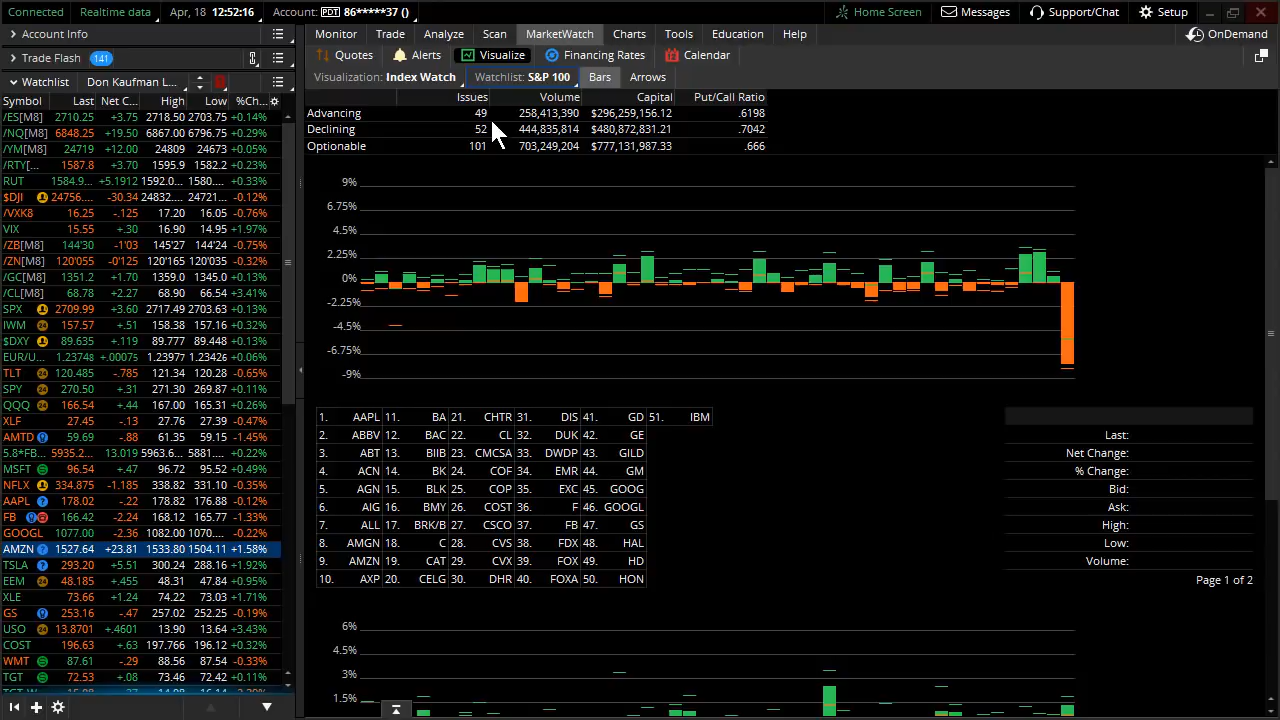 Connected Realtime data Apr, 18 12:52:16 Account: PDT 86*****37 () Home Screen Messages Support/Chat Setup
Account Info Monitor Trade Analyze Scan MarketWatch Charts Tools Education Help OnDemand
Trade Flash 141 Quotes Alerts Visualize Financing Rates Calendar
Watchlist Don Kaufman L... Visualization: Index Watch Watchlist: S&P 100 Bars Arrows
Symbol Last Net C... High Low %Ch...
/ES[M8] 2710.25 +3.75 2718.50 2703.75 +0.14%
/NQ[M8] 6848.25 +19.50 6867.00 6796.75 +0.29%
/YM[M8] 24719 +12.00 24809 24673 +0.05%
/RTY[... 1587.8 +3.70 1595.9 1582.2 +0.23%
RUT 1584.9... +5.1912 1592.0... 1580.... +0.33%
$DJI 24756.... -30.34 24832.... 24721... -0.12%
/VXK8 16.25 -.125 17.20 16.05 -0.76%
VIX 15.55 +.30 16.90 14.95 +1.97%
/ZB[M8] 144'30 -1'03 145'27 144'24 -0.75%
/ZN[M8] 120'055 -0'125 120'165 120'035 -0.32%
/GC[M8] 1351.2 +1.70 1359.0 1345.0 +0.13%
/CL[M8] 68.78 +2.27 68.90 66.54 +3.41%
SPX 2709.99 +3.60 2717.49 2703.63 +0.13%
IWM 24 157.57 +.51 158.38 157.16 +0.32%
$DXY 89.635 +.119 89.777 89.448 +0.13%
EUR/U... 1.23748 +.00075 1.23977 1.23426 +0.06%
TLT 24 120.485 -.785 121.34 120.28 -0.65%
SPY 24 270.50 +.31 271.30 269.87 +0.11%
QQQ 24 166.54 +.44 167.00 165.31 +0.26%
XLF 27.45 -.13 27.76 27.39 -0.47%
AMTD 59.69 -.88 61.35 59.15 -1.45%
5.8*FB... 5935.2... 13.019 5963.6... 5881.... +0.22%
MSFT 96.54 +.47 96.72 95.52 +0.49%
NFLX 334.875 -1.185 338.82 331.10 -0.35%
AAPL 178.02 -.22 178.82 176.88 -0.12%
FB 166.42 -2.24 168.12 165.77 -1.33%
GOOGL 1077.00 -2.36 1082.00 1070.... -0.22%
AMZN 1527.64 +23.81 1533.80 1504.11 +1.58%
TSLA 293.20 +5.51 300.24 288.16 +1.92%
EEM 24 48.185 +.455 48.31 47.84 +0.95%
XLE 73.66 +1.24 74.22 73.03 +1.71%
GS 253.16 -.47 257.02 252.25 -0.19%
USO 24 13.8701 +.4601 13.90 13.64 +3.43%
COST 196.63 +.63 197.766 196.12 +0.32%
WMT 87.61 -.29 88.56 87.54 -0.33%
TGT 72.53 +.08 73.46 72.42 +0.11%
Issues Volume Capital Put/Call Ratio
Advancing 49 258,413,390 $296,259,156.12 .6198
Declining 52 444,835,814 $480,872,831.21 .7042
Optionable 101 703,249,204 $777,131,987.33 .666
9%
6.75%
4.5%
2.25%
0%
-2.25%
-4.5%
-6.75%
-9%
1. AAPL 11. BA 21. CHTR 31. DIS 41. GD 51. IBM
2. ABBV 12. BAC 22. CL 32. DUK 42. GE
3. ABT 13. BIIB 23. CMCSA 33. DWDP 43. GILD
4. ACN 14. BK 24. COF 34. EMR 44. GM
5. AGN 15. BLK 25. COP 35. EXC 45. GOOG
6. AIG 16. BMY 26. COST 36. F 46. GOOGL
7. ALL 17. BRK/B 27. CSCO 37. FB 47. GS
8. AMGN 18. C 28. CVS 38. FDX 48. HAL
9. AMZN 19. CAT 29. CVX 39. FOX 49. HD
10. AXP 20. CELG 30. DHR 40. FOXA 50. HON
Last:
Net Change:
% Change:
Bid:
Ask:
High:
Low:
Volume:
Page 1 of 2
6%
4.5%
3%
1.5%